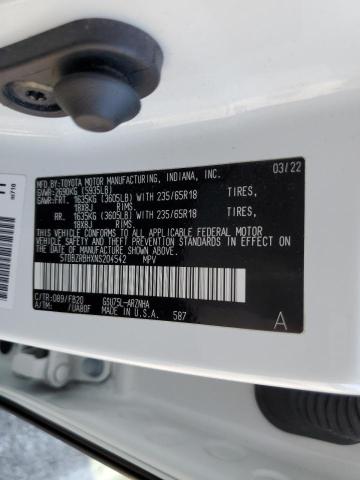 MFD.BY:TOYOTA MOTOR MANUFACTURING, INDIANA, INC. 03/22
GVWR:2690KG (5935LB)
GAWR:FRT. 1635KG (3605LB) WITH 235/65R18 TIRES,
18X8J RIMS.
RR. 1635KG (3605LB) WITH 235/65R18 TIRES,
18X8J RIMS.
THIS VEHICLE CONFORMS TO ALL APPLICABLE
FEDERAL MOTOR VEHICLE SAFETY STANDARDS IN
EFFECT ON THE DATE OF MANUFACTURE SHOWN ABOVE.
5TDBZRBHXNS204542 MPV
C/TR:089/FB20 GSU75L-ARZNHA
A/TM: /UA80F MADE IN U.S.A. 587
A